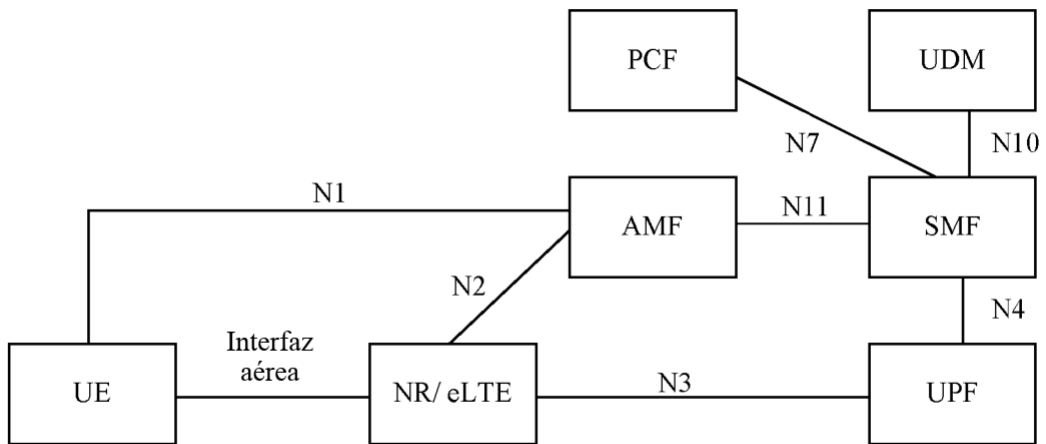 PCF
UDM
N7
N10
N1
AMF
N11
SMF
N2
N4
Interfaz
aérea
UE
NR/ eLTE
N3
UPF